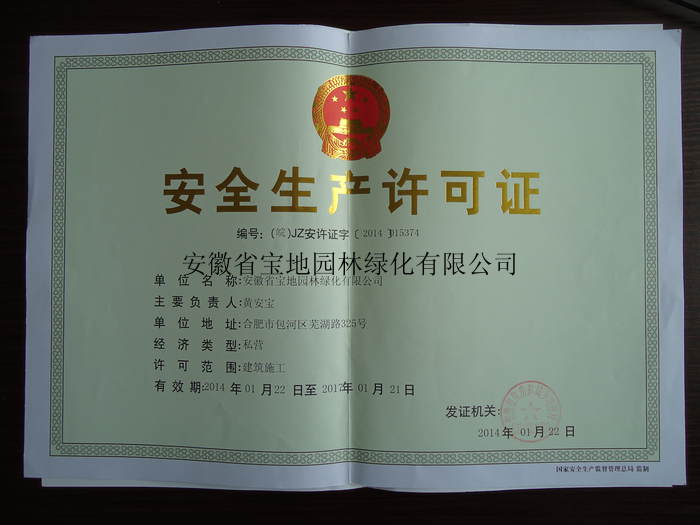 安全生产许可证
编号:(皖)JZ安许证字〔2014〕015374
安徽省宝地园林绿化有限公司
单位名称:安徽省宝地园林绿化有限公司
主要负责人:黄安宝
单位地址:合肥市包河区芜湖路325号
经济类型:私营
许可范围:建筑施工
有效期:2014 年 01 月 22 日至 2017 年 01 月 21 日
发证机关:
2014 年 01 月 22 日
国家安全生产监督管理总局 监制